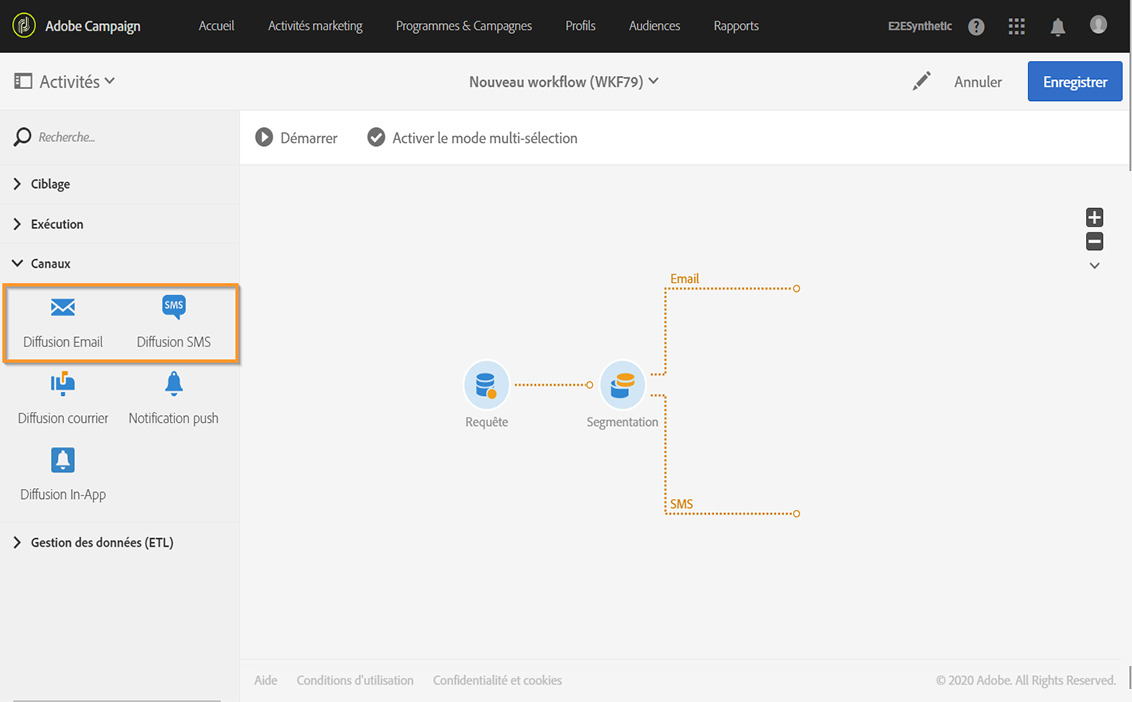 Adobe Campaign Accueil Activités marketing Programmes & Campagnes Profils Audiences Rapports E2ESynthetic
Activités Nouveau workflow (WKF79) Annuler Enregistrer
Recherche... Démarrer Activer le mode multi-sélection
Ciblage
Exécution
Canaux
SMS
Diffusion Email Diffusion SMS
Diffusion courrier Notification push
Diffusion In-App
Gestion des données (ETL)
Email
Requête Segmentation
SMS
Aide Conditions d'utilisation Confidentialité et cookies © 2020 Adobe. All Rights Reserved.